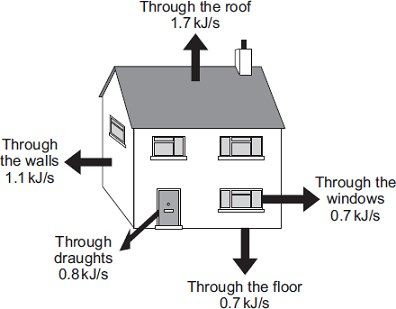 Through the roof
1.7 kJ/s
Through
the walls
1.1 kJ/s
Through the
windows
0.7 kJ/s
Through
draughts
0.8 kJ/s
Through the floor
0.7 kJ/s